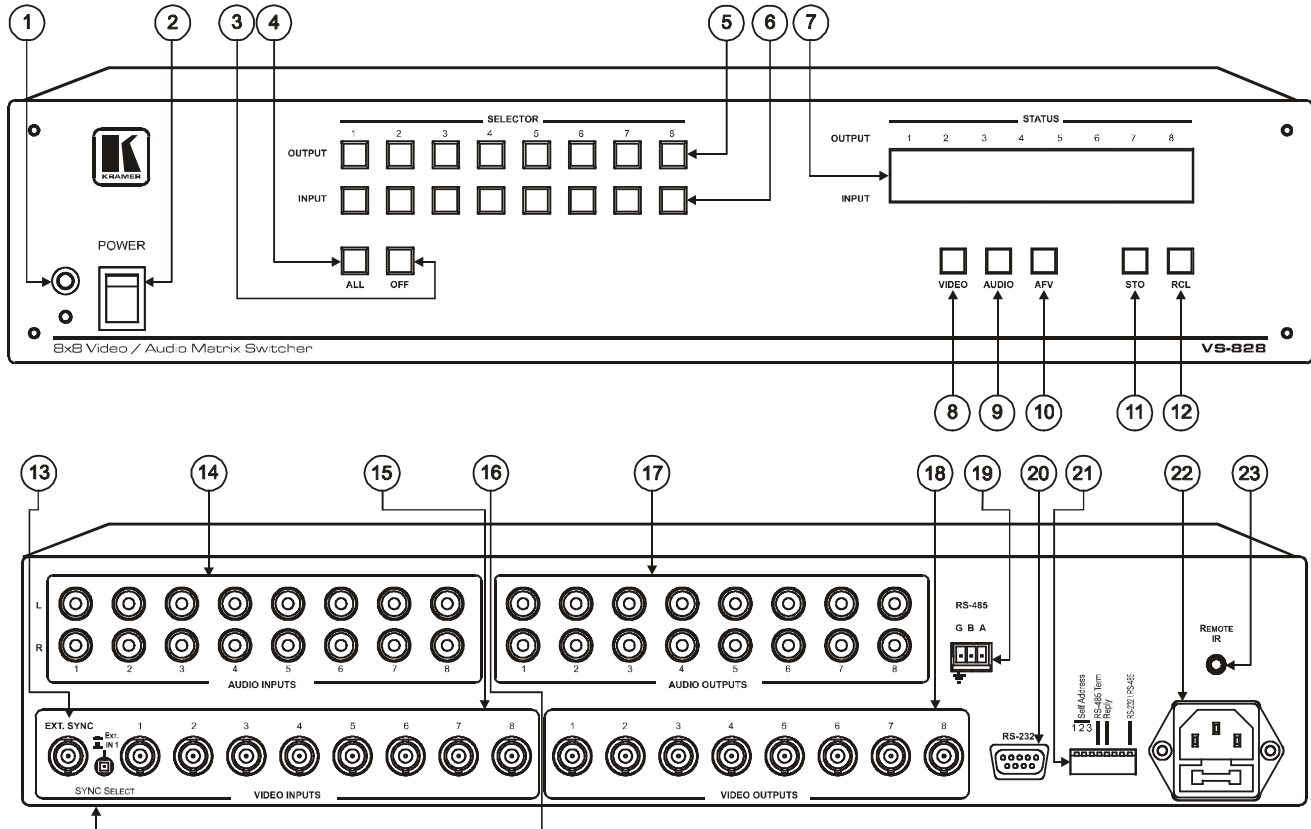 1 2 3 4 5 6 7
SELECTOR
1 2 3 4 5 6 7 8
OUTPUT
INPUT
ALL OFF
STATUS
OUTPUT 1 2 3 4 5 6 7 8
INPUT
K
KRAMER
POWER
VIDEO AUDIO AFV STO RCL
8x8 Video / Audio Matrix Switcher
VS-828
8 9 10 11 12
13 14 15 16 17 18 19 20 21 22 23
L
R
1 2 3 4 5 6 7 8
AUDIO INPUTS
1 2 3 4 5 6 7 8
AUDIO OUTPUTS
RS-485
G B A
REMOTE
IR
EXT. SYNC
EXT.
IN 1
SYNC SELECT
1 2 3 4 5 6 7 8
VIDEO INPUTS
1 2 3 4 5 6 7 8
VIDEO OUTPUTS
RS-232
1 2 3
Self Address
RS-485 Term
Reply
RS-232 \ RS-485